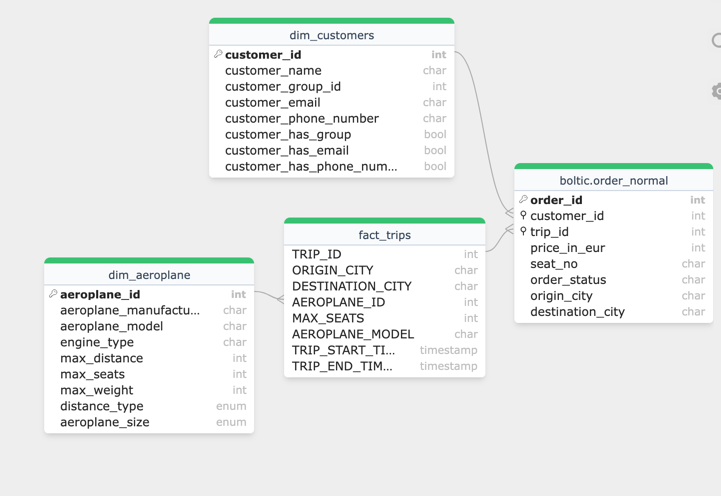 dim_customers
customer_id int
customer_name char
customer_group_id int
customer_email char
customer_phone_number char
customer_has_group bool
customer_has_email bool
customer_has_phone_num... bool
boltic.order_normal
order_id int
customer_id int
trip_id int
price_in_eur int
seat_no char
order_status char
origin_city char
destination_city char
fact_trips
TRIP_ID int
ORIGIN_CITY char
DESTINATION_CITY char
AEROPLANE_ID int
MAX_SEATS int
AEROPLANE_MODEL char
TRIP_START_TI... timestamp
TRIP_END_TIM... timestamp
dim_aeroplane
aeroplane_id int
aeroplane_manufactu... char
aeroplane_model char
engine_type char
max_distance int
max_seats int
max_weight int
distance_type enum
aeroplane_size enum